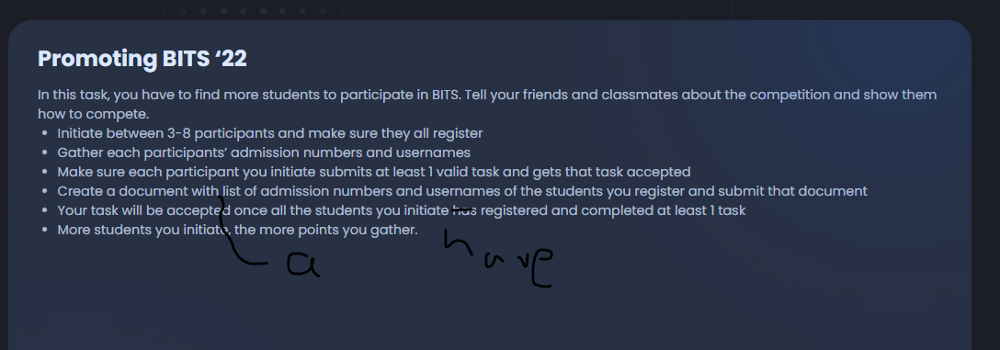 Promoting BITS ‘22
In this task, you have to find more students to participate in BITS. Tell your friends and classmates about the competition and show them
how to compete.
• Initiate between 3-8 participants and make sure they all register
• Gather each participants’ admission numbers and usernames
• Make sure each participant you initiate submits at least 1 valid task and gets that task accepted
• Create a document with list of admission numbers and usernames of the students you register and submit that document
• Your task will be accepted once all the students you initiate has registered and completed at least 1 task
• More students you initiate, the more points you gather.
a
have